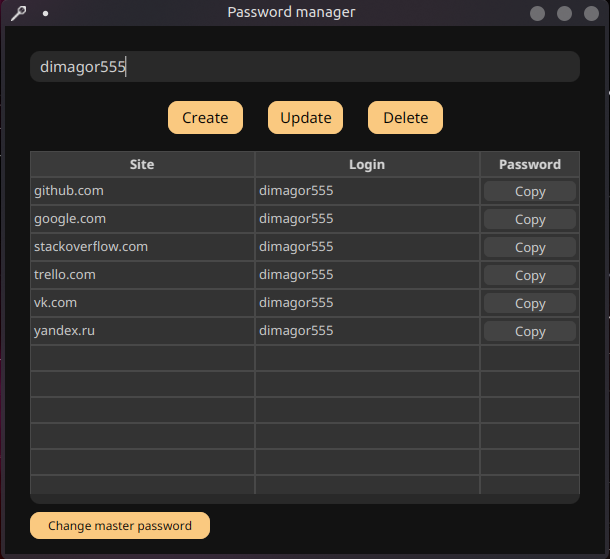 Password manager
dimagor555
Create Update Delete
Site Login Password
github.com dimagor555 Copy
google.com dimagor555 Copy
stackoverflow.com dimagor555 Copy
trello.com dimagor555 Copy
vk.com dimagor555 Copy
yandex.ru dimagor555 Copy
Change master password